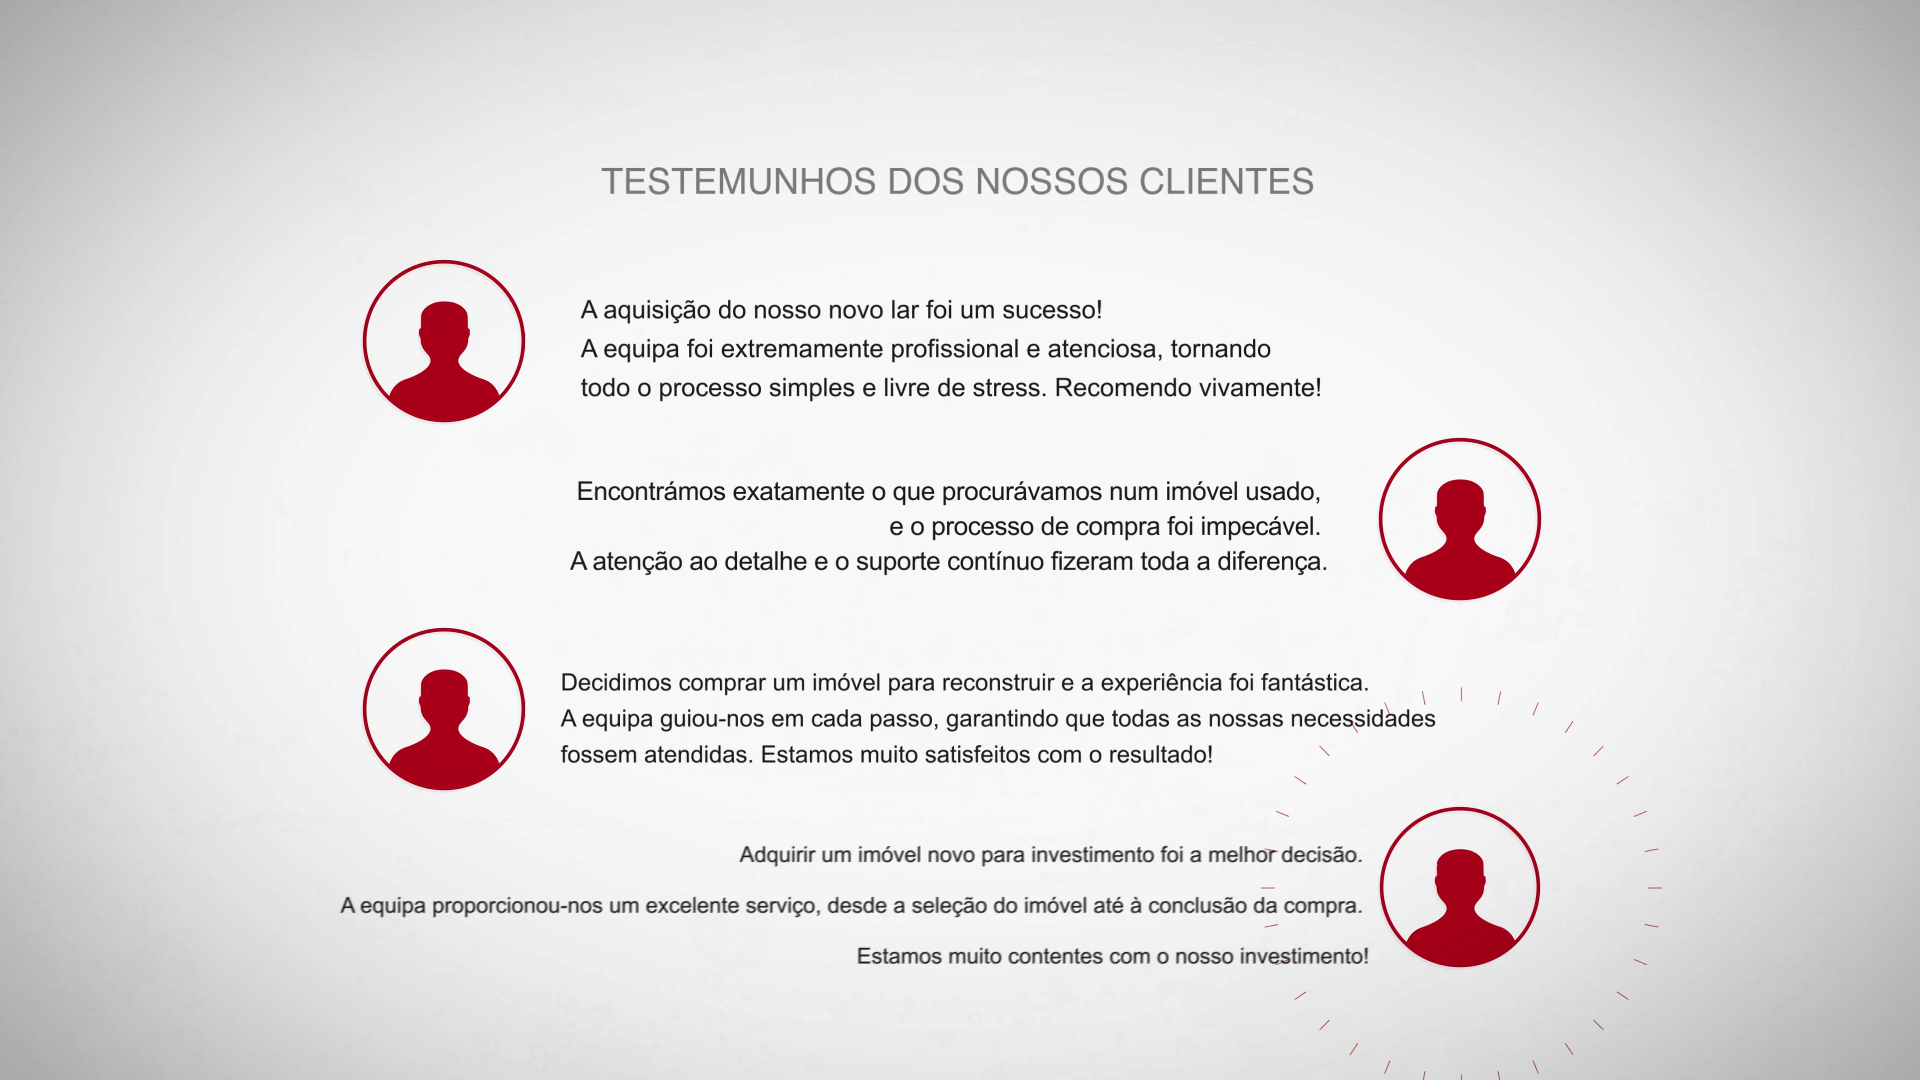 TESTEMUNHOS DOS NOSSOS CLIENTES
A aquisição do nosso novo lar foi um sucesso!
A equipa foi extremamente profissional e atenciosa, tornando
todo o processo simples e livre de stress. Recomendo vivamente!
Encontrámos exatamente o que procurávamos num imóvel usado,
e o processo de compra foi impecável.
A atenção ao detalhe e o suporte contínuo fizeram toda a diferença.
Decidimos comprar um imóvel para reconstruir e a experiência foi fantástica.
A equipa guiou-nos em cada passo, garantindo que todas as nossas necessidades
fossem atendidas. Estamos muito satisfeitos com o resultado!
Adquirir um imóvel novo para investimento foi a melhor decisão.
A equipa proporcionou-nos um excelente serviço, desde a seleção do imóvel até à conclusão da compra.
Estamos muito contentes com o nosso investimento!